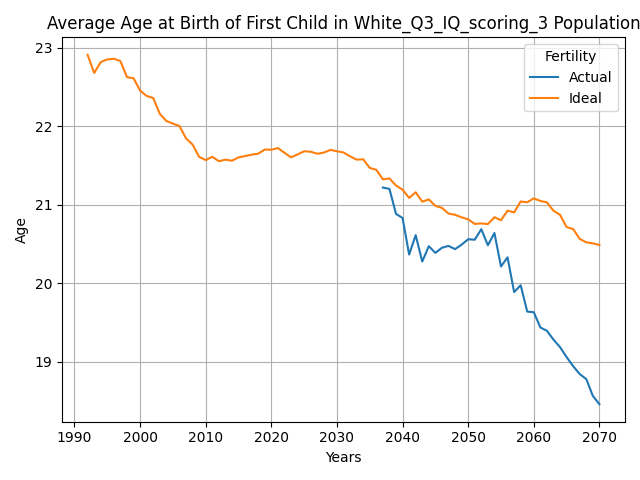 Average Age at Birth of First Child in White_Q3_IQ_scoring_3 Population
Fertility
Actual
Ideal
Age
23
22
21
20
19
1990 2000 2010 2020 2030 2040 2050 2060 2070
Years